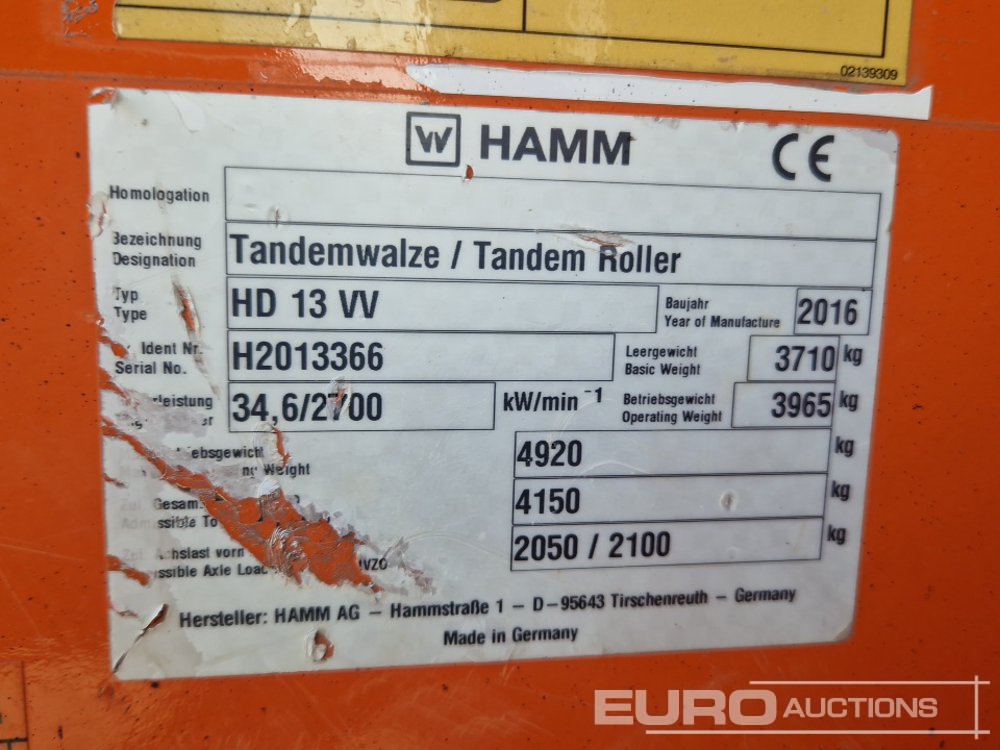 02139309
HAMM CE
Homologation
Bezeichnung
Designation
Tandemwalze / Tandem Roller
Typ
Type
HD 13 VV
Baujahr
Year of Manufacture
2016
Ident Nr.
Serial No.
H2013366
Leergewicht
Basic Weight
3710 kg
34,6/2700 kW/min⁻¹
Betriebsgewicht
Operating Weight
3965 kg
Weight
4920 kg
4150 kg
vorn
Axle
2050 / 2100 kg
Hersteller: HAMM AG – Hammstraße 1 – D–95643 Tirschenreuth – Germany
Made in Germany
EURO AUCTIONS